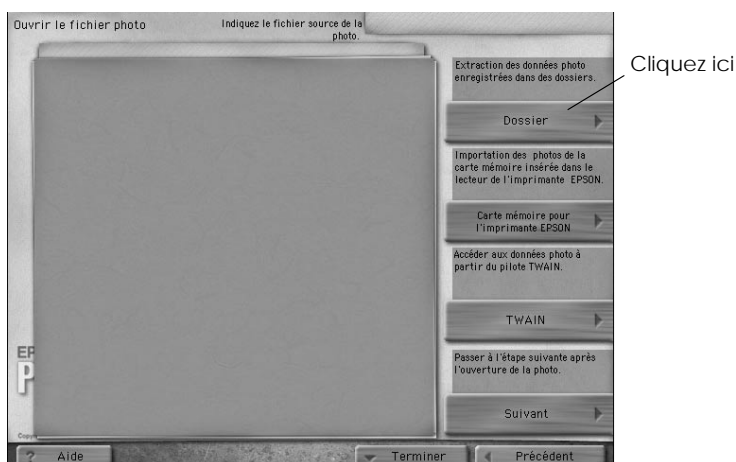 Ouvrir le fichier photo
Indiquez le fichier source de la
photo.
Extraction des données photo
enregistrées dans des dossiers.
Cliquez ici
Dossier
Importation des photos de la
carte mémoire insérée dans le
lecteur de l'imprimante EPSON.
Carte mémoire pour
l'imprimante EPSON
Accéder aux données photo à
partir du pilote TWAIN.
TWAIN
Passer à l'étape suivante après
l'ouverture de la photo.
EP
P
Suivant
? Aide
Terminer
Précédent